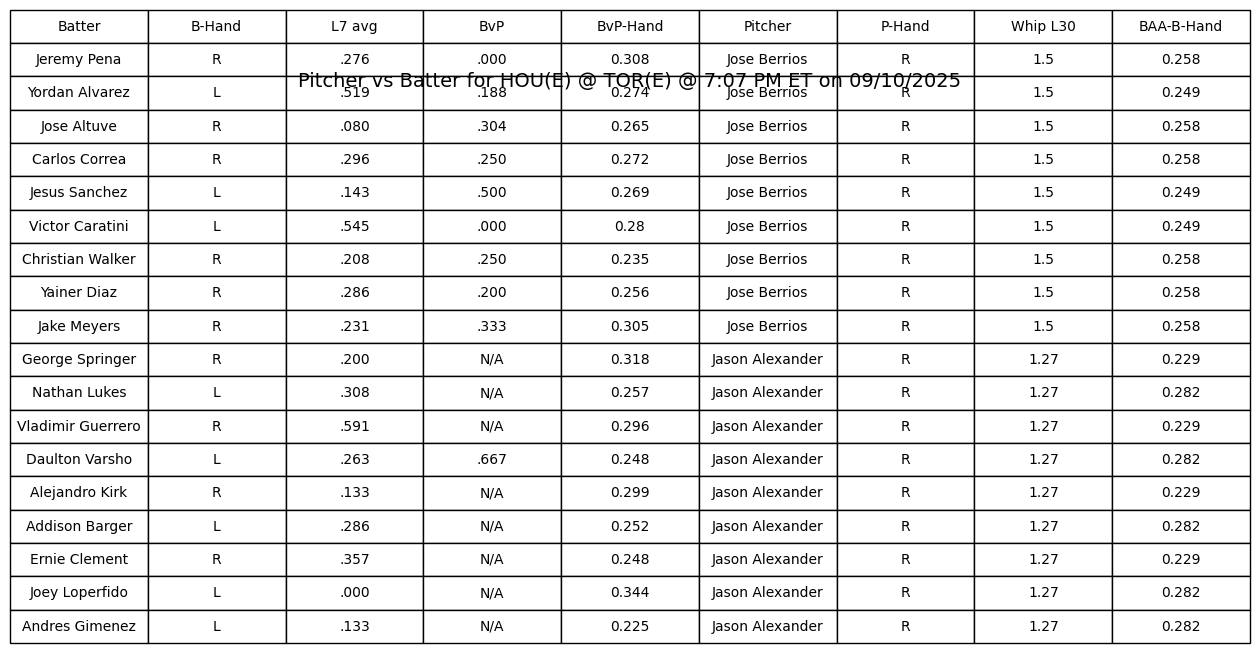 Batter B-Hand L7 avg BvP BvP-Hand Pitcher P-Hand Whip L30 BAA-B-Hand
Jeremy Pena R .276 .000 0.308 Jose Berrios R 1.5 0.258
Pitcher vs Batter for HOU(E) @ TOR(E) @ 7:07 PM ET on 09/10/2025
Yordan Alvarez L .519 .188 0.274 Jose Berrios R 1.5 0.249
Jose Altuve R .080 .304 0.265 Jose Berrios R 1.5 0.258
Carlos Correa R .296 .250 0.272 Jose Berrios R 1.5 0.258
Jesus Sanchez L .143 .500 0.269 Jose Berrios R 1.5 0.249
Victor Caratini L .545 .000 0.28 Jose Berrios R 1.5 0.249
Christian Walker R .208 .250 0.235 Jose Berrios R 1.5 0.258
Yainer Diaz R .286 .200 0.256 Jose Berrios R 1.5 0.258
Jake Meyers R .231 .333 0.305 Jose Berrios R 1.5 0.258
George Springer R .200 N/A 0.318 Jason Alexander R 1.27 0.229
Nathan Lukes L .308 N/A 0.257 Jason Alexander R 1.27 0.282
Vladimir Guerrero R .591 N/A 0.296 Jason Alexander R 1.27 0.229
Daulton Varsho L .263 .667 0.248 Jason Alexander R 1.27 0.282
Alejandro Kirk R .133 N/A 0.299 Jason Alexander R 1.27 0.229
Addison Barger L .286 N/A 0.252 Jason Alexander R 1.27 0.282
Ernie Clement R .357 N/A 0.248 Jason Alexander R 1.27 0.229
Joey Loperfido L .000 N/A 0.344 Jason Alexander R 1.27 0.282
Andres Gimenez L .133 N/A 0.225 Jason Alexander R 1.27 0.282